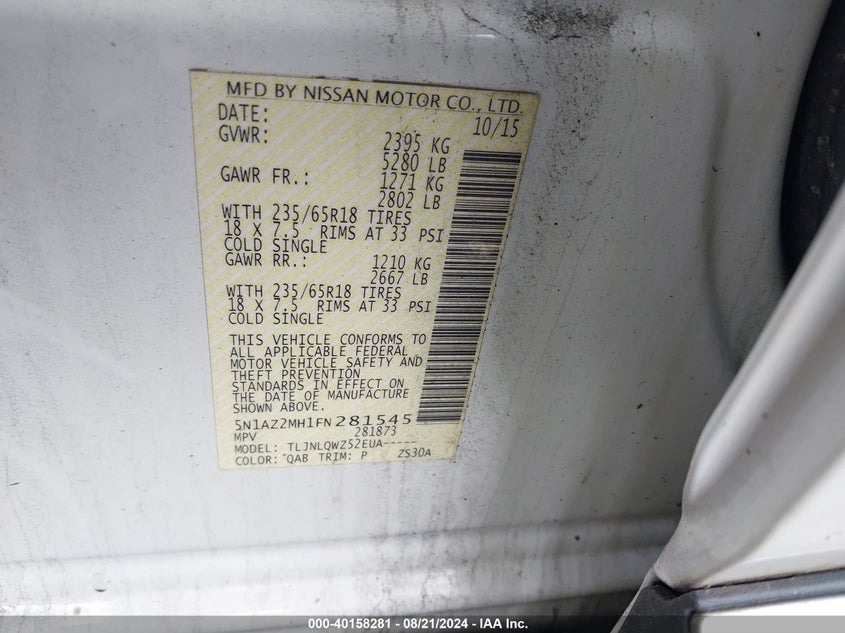 MFD BY NISSAN MOTOR CO., LTD.
DATE: 10/15
GVWR: 2395 KG
5280 LB
GAWR FR.: 1271 KG
2802 LB
WITH 235/65R18 TIRES
18 X 7.5 RIMS AT 33 PSI
COLD SINGLE
GAWR RR.: 1210 KG
2667 LB
WITH 235/65R18 TIRES
18 X 7.5 RIMS AT 33 PSI
COLD SINGLE
THIS VEHICLE CONFORMS TO
ALL APPLICABLE FEDERAL
MOTOR VEHICLE SAFETY AND
THEFT PREVENTION
STANDARDS IN EFFECT ON
THE DATE OF MANUFACTURE
SHOWN ABOVE.
5N1AZ2MH1FN281545
MPV 281873
MODEL: TLJNLQWZ52EUA-----
COLOR: QAB TRIM: P ZS30A
000-40158281 - 08/21/2024 - IAA Inc.